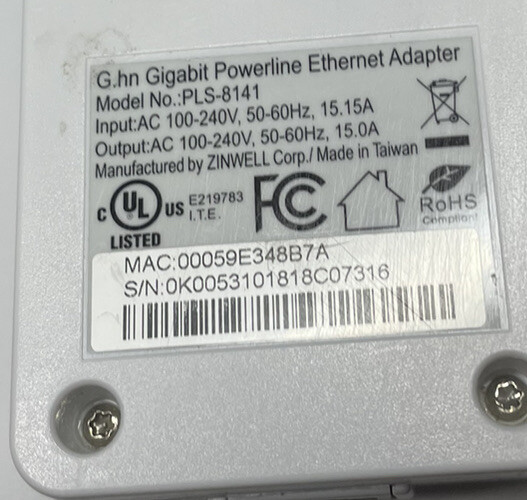 G.hn Gigabit Powerline Ethernet Adapter
Model No.:PLS-8141
Input:AC 100-240V, 50-60Hz, 15.15A
Output:AC 100-240V, 50-60Hz, 15.0A
Manufactured by ZINWELL Corp./ Made in Taiwan
C UL US E219783
I.T.E.
LISTED
FC
RoHS
Compliant
MAC:00059E348B7A
S/N:0K0053101818C07316